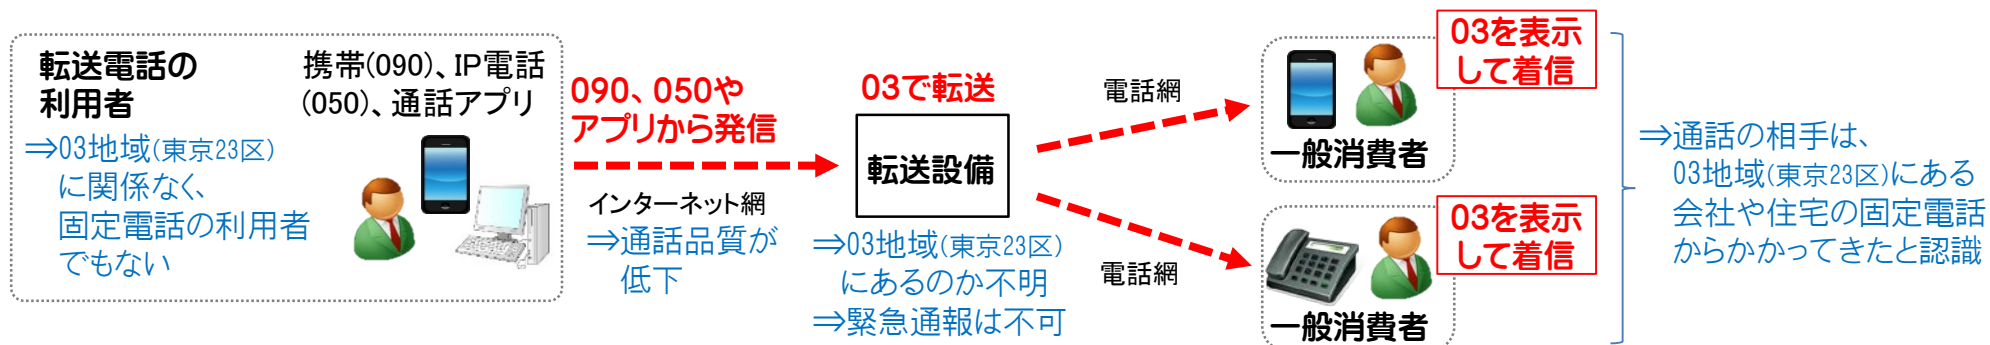 転送電話の
利用者
携帯(090)、IP電話
(050)、通話アプリ
⇒03地域(東京23区)
に関係なく、
固定電話の利用者
でもない
090、050や
アプリから発信
インターネット網
⇒通話品質が
低下
03で転送
転送設備
⇒03地域(東京23区)
にあるのか不明
⇒緊急通報は不可
電話網
電話網
03を表示
して着信
一般消費者
03を表示
して着信
一般消費者
⇒通話の相手は、
03地域(東京23区)にある
会社や住宅の固定電話
からかかってきたと認識